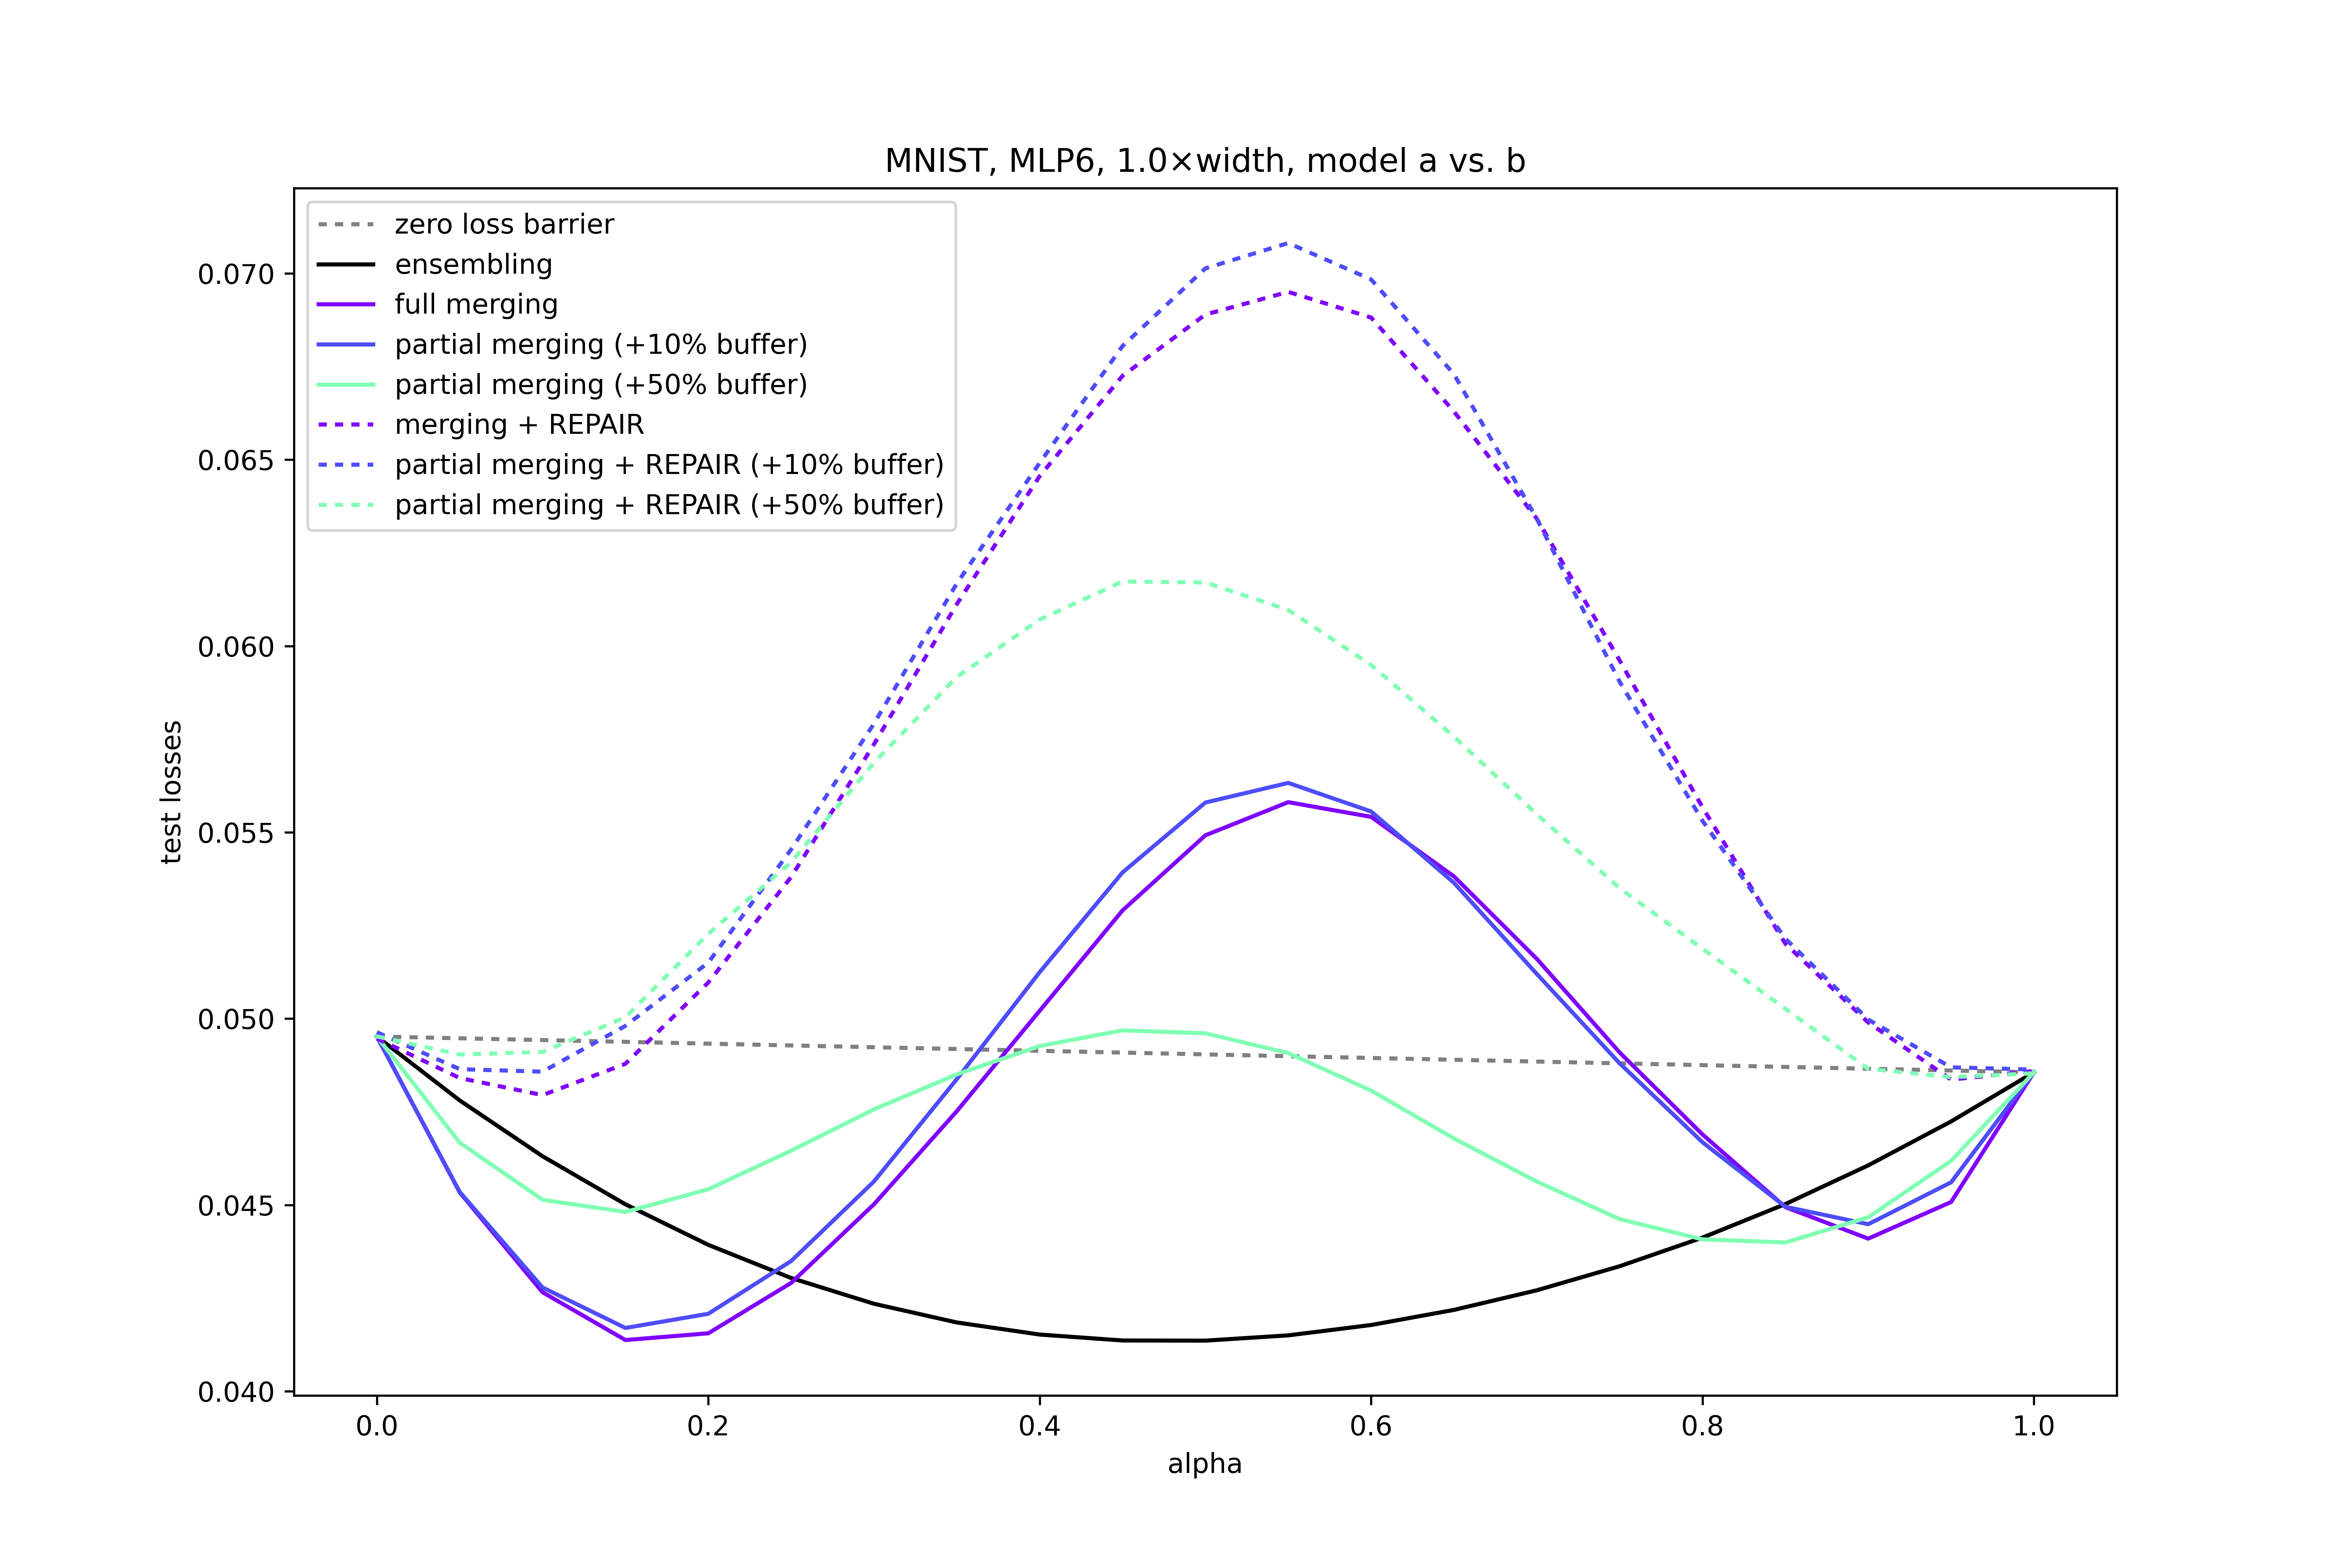 MNIST, MLP6, 1.0×width, model a vs. b
zero loss barrier
ensembling
full merging
partial merging (+10% buffer)
partial merging (+50% buffer)
merging + REPAIR
partial merging + REPAIR (+10% buffer)
partial merging + REPAIR (+50% buffer)
test losses
0.070
0.065
0.060
0.055
0.050
0.045
0.040
0.0 0.2 0.4 0.6 0.8 1.0
alpha